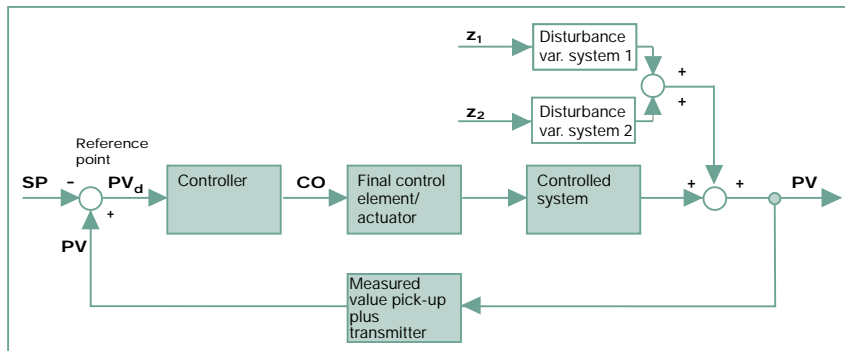 z1
Disturbance
var. system 1
+
+
z2
Disturbance
var. system 2
Reference
point
SP
-
PVd
+
Controller
CO
Final control
element/
actuator
Controlled
system
+
+
PV
PV
Measured
value pick-up
plus
transmitter